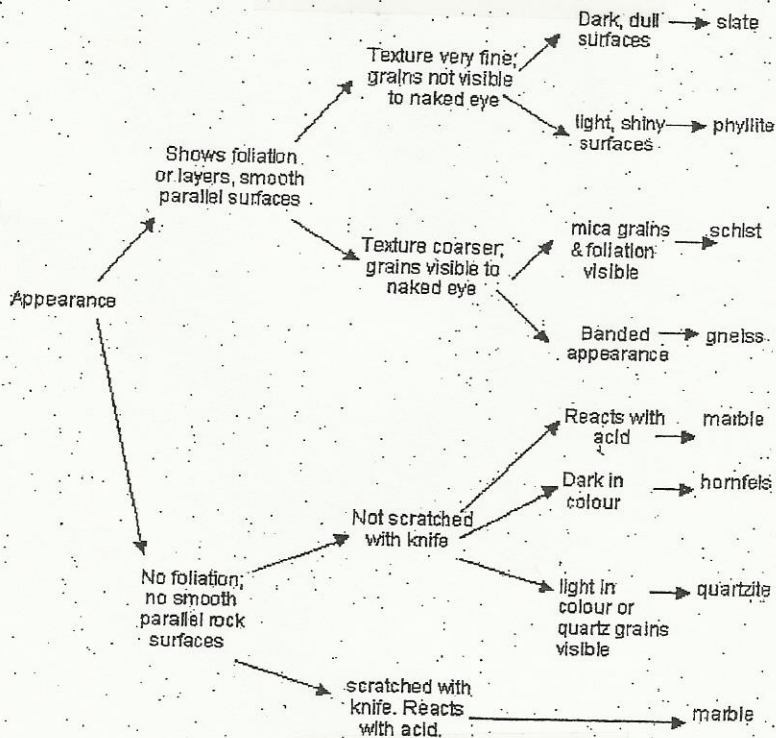 Dark, dull
surfaces
slate
Texture very fine;
grains not visible
to naked eye
light, shiny
surfaces
phyllite
Shows foliation
or layers, smooth
parallel surfaces
Texture coarser;
grains visible to
naked eye
mica grains
& foliation
visible
schist
Banded
appearance
gneiss
Appearance
Reacts with
acid
marble
Dark in
colour
hornfels
Not scratched
with knife
light in
colour or
quartz grains
visible
quartzite
No foliation;
no smooth
parallel rock
surfaces
scratched with
knife. Reacts
with acid.
marble